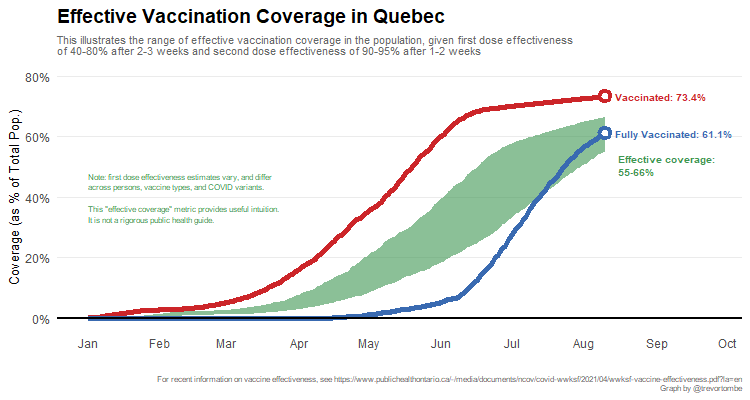 Effective Vaccination Coverage in Quebec
This illustrates the range of effective vaccination coverage in the population, given first dose effectiveness
of 40-80% after 2-3 weeks and second dose effectiveness of 90-95% after 1-2 weeks
Coverage (as % of Total Pop.)
80%
60%
40%
20%
0%
Vaccinated: 73.4%
Fully Vaccinated: 61.1%
Effective coverage:
55-66%
Note: first dose effectiveness estimates vary, and differ
across persons, vaccine types, and COVID variants.
This "effective coverage" metric provides useful intuition.
It is not a rigorous public health guide.
Jan Feb Mar Apr May Jun Jul Aug Sep Oct
For recent information on vaccine effectiveness, see https://www.publichealthontario.ca/-/media/documents/ncov/covid-wwksf/2021/04/wwksf-vaccine-effectiveness.pdf?la=en
Graph by @trevortombe